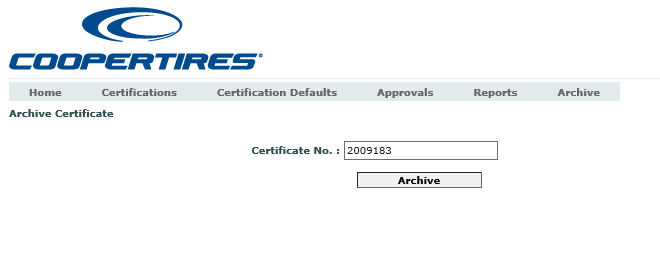 COOPERTIRES®
Home Certifications Certification Defaults Approvals Reports Archive
Archive Certificate
Certificate No. : 2009183
Archive